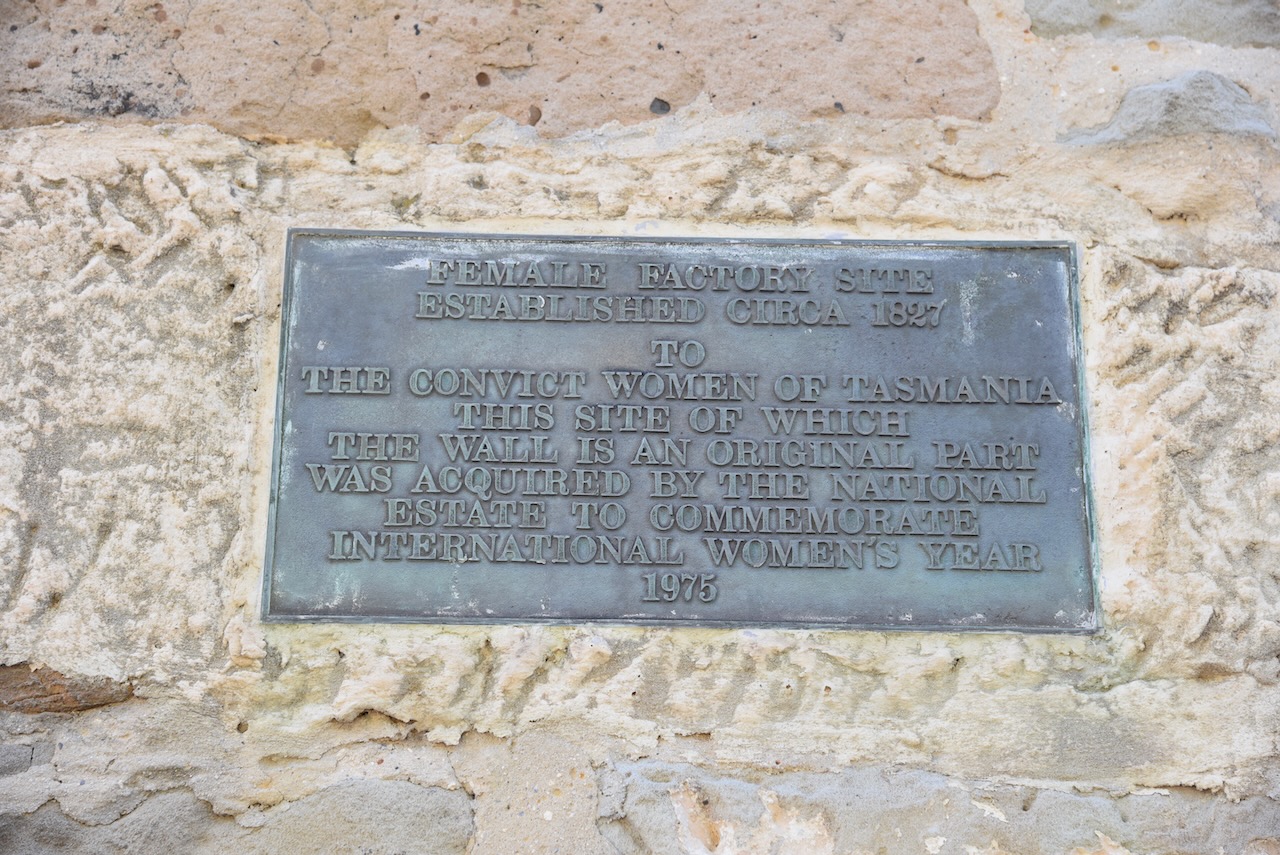 FEMALE FACTORY SITE
ESTABLISHED CIRCA 1827
TO
THE CONVICT WOMEN OF TASMANIA
THIS SITE OF WHICH
THE WALL IS AN ORIGINAL PART
WAS ACQUIRED BY THE NATIONAL
ESTATE TO COMMEMORATE
INTERNATIONAL WOMEN'S YEAR
1975